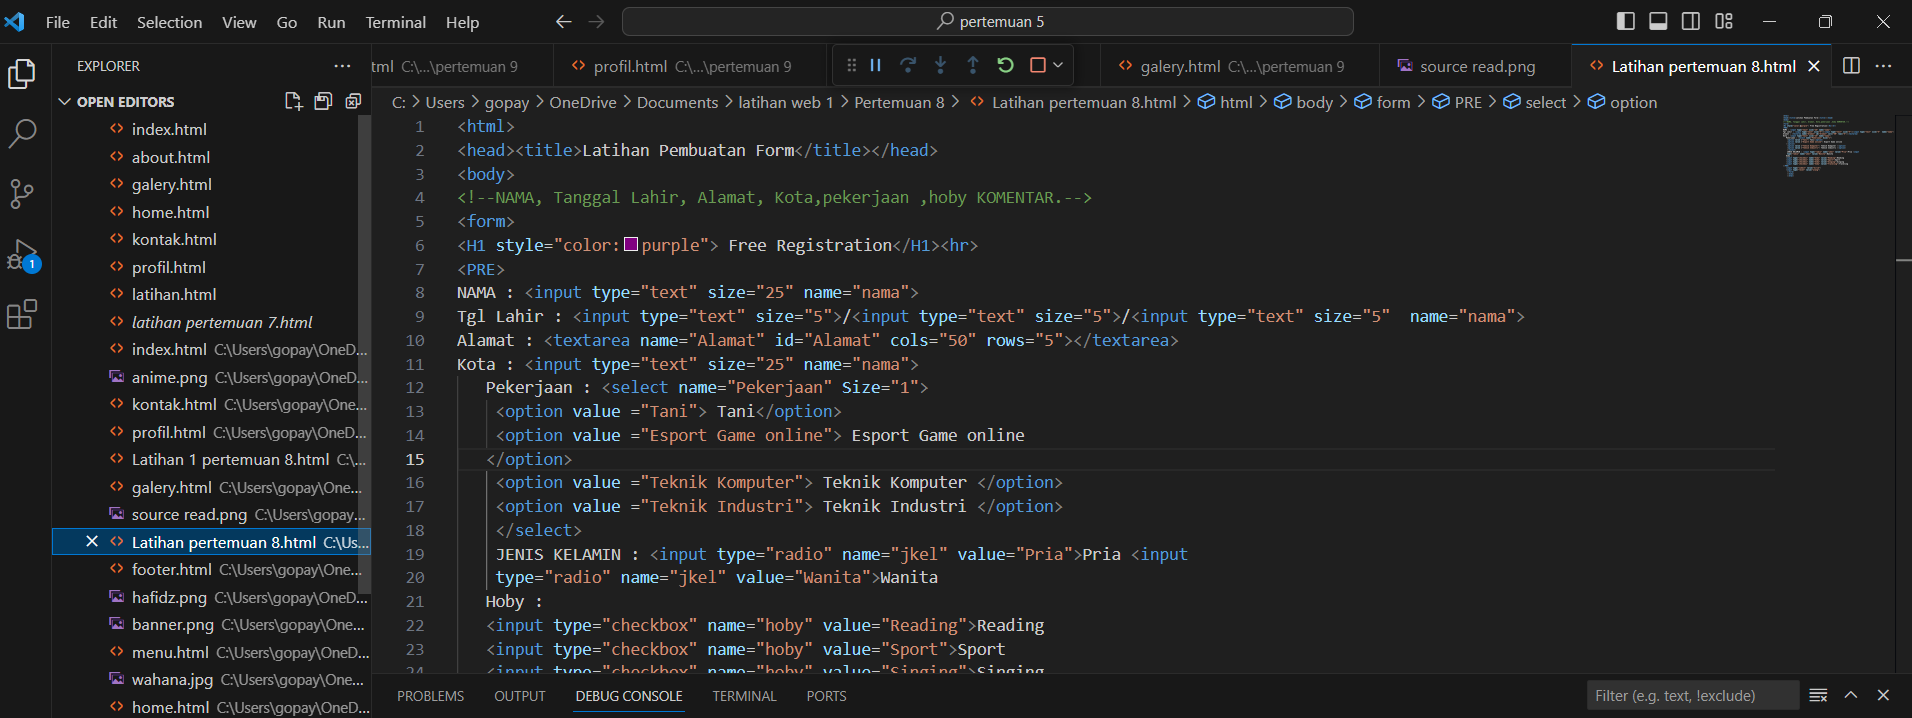 File Edit Selection View Go Run Terminal Help
pertemuan 5
EXPLORER
OPEN EDITORS
index.html
about.html
galery.html
home.html
kontak.html
profil.html
latihan.html
latihan pertemuan 7.html
index.html C:\Users\gopay\OneD...
anime.png C:\Users\gopay\OneD...
kontak.html C:\Users\gopay\One...
profil.html C:\Users\gopay\OneD...
Latihan 1 pertemuan 8.html C:\...
galery.html C:\Users\gopay\One...
source read.png C:\Users\gopay...
Latihan pertemuan 8.html C:\Us...
footer.html C:\Users\gopay\One...
hafidz.png C:\Users\gopay\OneD...
banner.png C:\Users\gopay\One...
menu.html C:\Users\gopay\OneD...
wahana.jpg C:\Users\gopay\One...
home.html C:\Users\gopay\OneD...
1
tml C:\...\pertemuan 9
profil.html C:\...\pertemuan 9
galery.html C:\...\pertemuan 9
source read.png
Latihan pertemuan 8.html
C: > Users > gopay > OneDrive > Documents > latihan web 1 > Pertemuan 8 > Latihan pertemuan 8.html > html > body > form > PRE > select > option
1 <html>
2 <head><title>Latihan Pembuatan Form</title></head>
3 <body>
4 <!--NAMA, Tanggal Lahir, Alamat, Kota,pekerjaan ,hoby KOMENTAR.-->
5 <form>
6 <H1 style="color:purple"> Free Registration</H1><hr>
7 <PRE>
8 NAMA : <input type="text" size="25" name="nama">
9 Tgl Lahir : <input type="text" size="5">/<input type="text" size="5">/<input type="text" size="5"  name="nama">
10 Alamat : <textarea name="Alamat" id="Alamat" cols="50" rows="5"></textarea>
11 Kota : <input type="text" size="25" name="nama">
12 Pekerjaan : <select name="Pekerjaan" Size="1">
13 <option value ="Tani"> Tani</option>
14 <option value ="Esport Game online"> Esport Game online
15 </option>
16 <option value ="Teknik Komputer"> Teknik Komputer </option>
17 <option value ="Teknik Industri"> Teknik Industri </option>
18 </select>
19 JENIS KELAMIN : <input type="radio" name="jkel" value="Pria">Pria <input
20 type="radio" name="jkel" value="Wanita">Wanita
21 Hoby :
22 <input type="checkbox" name="hoby" value="Reading">Reading
23 <input type="checkbox" name="hoby" value="Sport">Sport
24 <input type="checkbox" name="hoby" value="Singing">Singing
PROBLEMS OUTPUT DEBUG CONSOLE TERMINAL PORTS
Filter (e.g. text, !exclude)